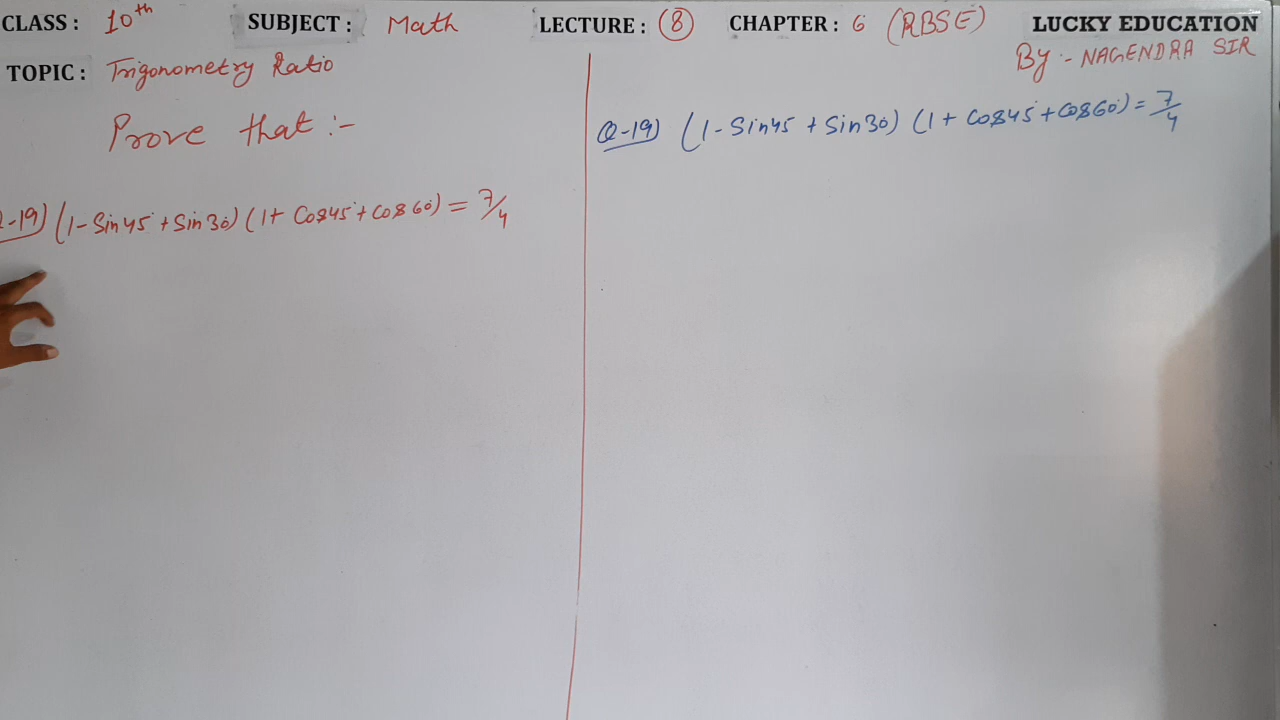 CLASS : 10th SUBJECT : Math LECTURE : 8 CHAPTER : 6 (RBSE) LUCKY EDUCATION
TOPIC : Trigonometry Ratio By :- NAGENDRA SIR
Prove that :-
-19) (1 - Sin45° + Sin30°) (1 + Cos45° + Cos60°) = 7/4
Q-19) (1 - Sin45 + Sin30°) (1 + Cos45° + Cos60°) = 7/4